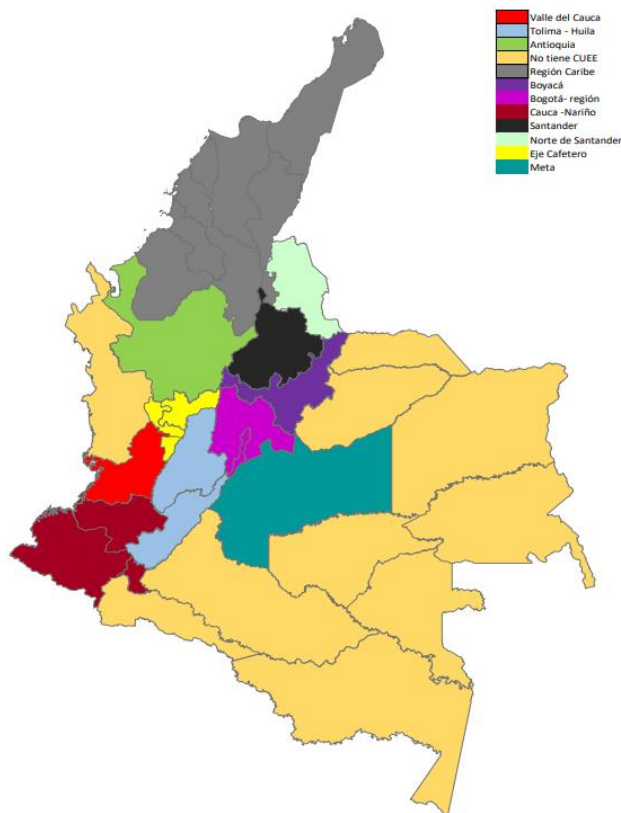 Valle del Cauca
Tolima - Huila
Antioquia
No tiene CUEE
Región Caribe
Boyacá
Bogotá- región
Cauca -Nariño
Santander
Norte de Santander
Eje Cafetero
Meta